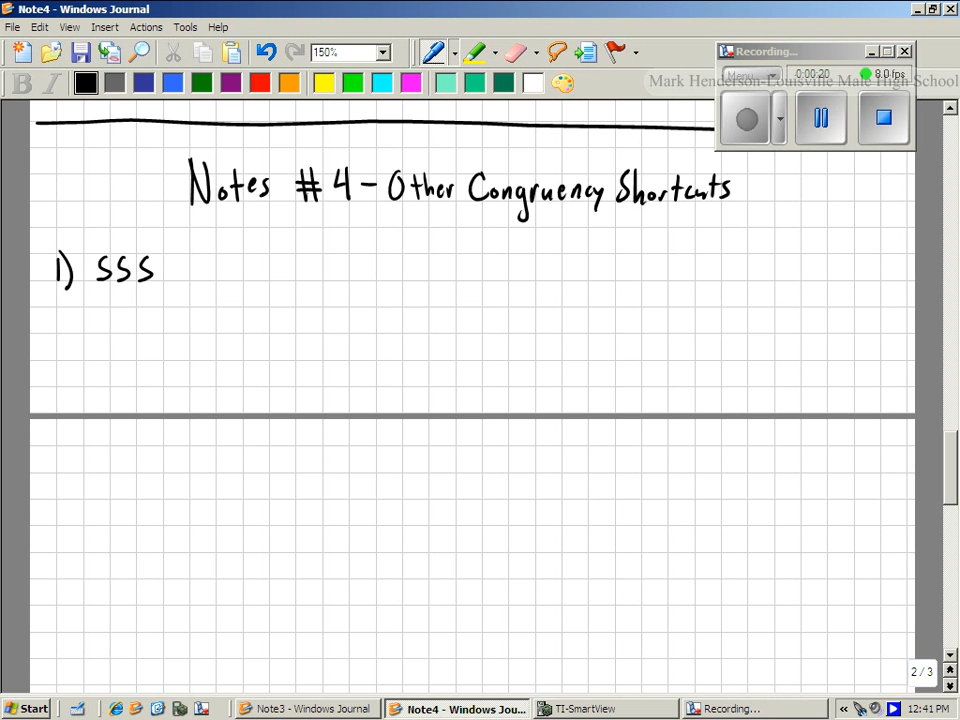 Note4 - Windows Journal
File Edit View Insert Actions Tools Help
150%
Recording...
Menu 0:00:20 8.0 fps
Mark Henderson-Louisville Male High School
B I
Notes # 4 - Other Congruency Shortcuts
1) SSS
2 / 3
Start Note3 - Windows Journal Note4 - Windows Jou... TI-SmartView Recording... « 12:41 PM